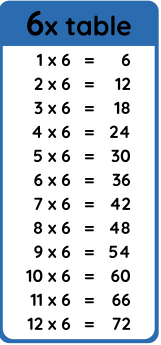 6x table
1 x 6 = 6
2 x 6 = 12
3 x 6 = 18
4 x 6 = 24
5 x 6 = 30
6 x 6 = 36
7 x 6 = 42
8 x 6 = 48
9 x 6 = 54
10 x 6 = 60
11 x 6 = 66
12 x 6 = 72